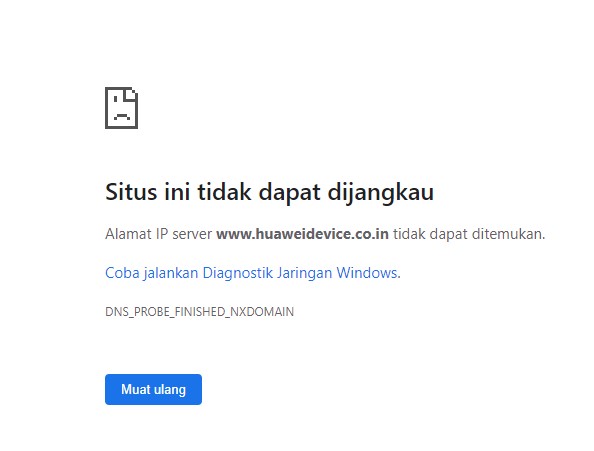 Situs ini tidak dapat dijangkau
Alamat IP server www.huaweidevice.co.in tidak dapat ditemukan.
Coba jalankan Diagnostik Jaringan Windows.
DNS_PROBE_FINISHED_NXDOMAIN
Muat ulang